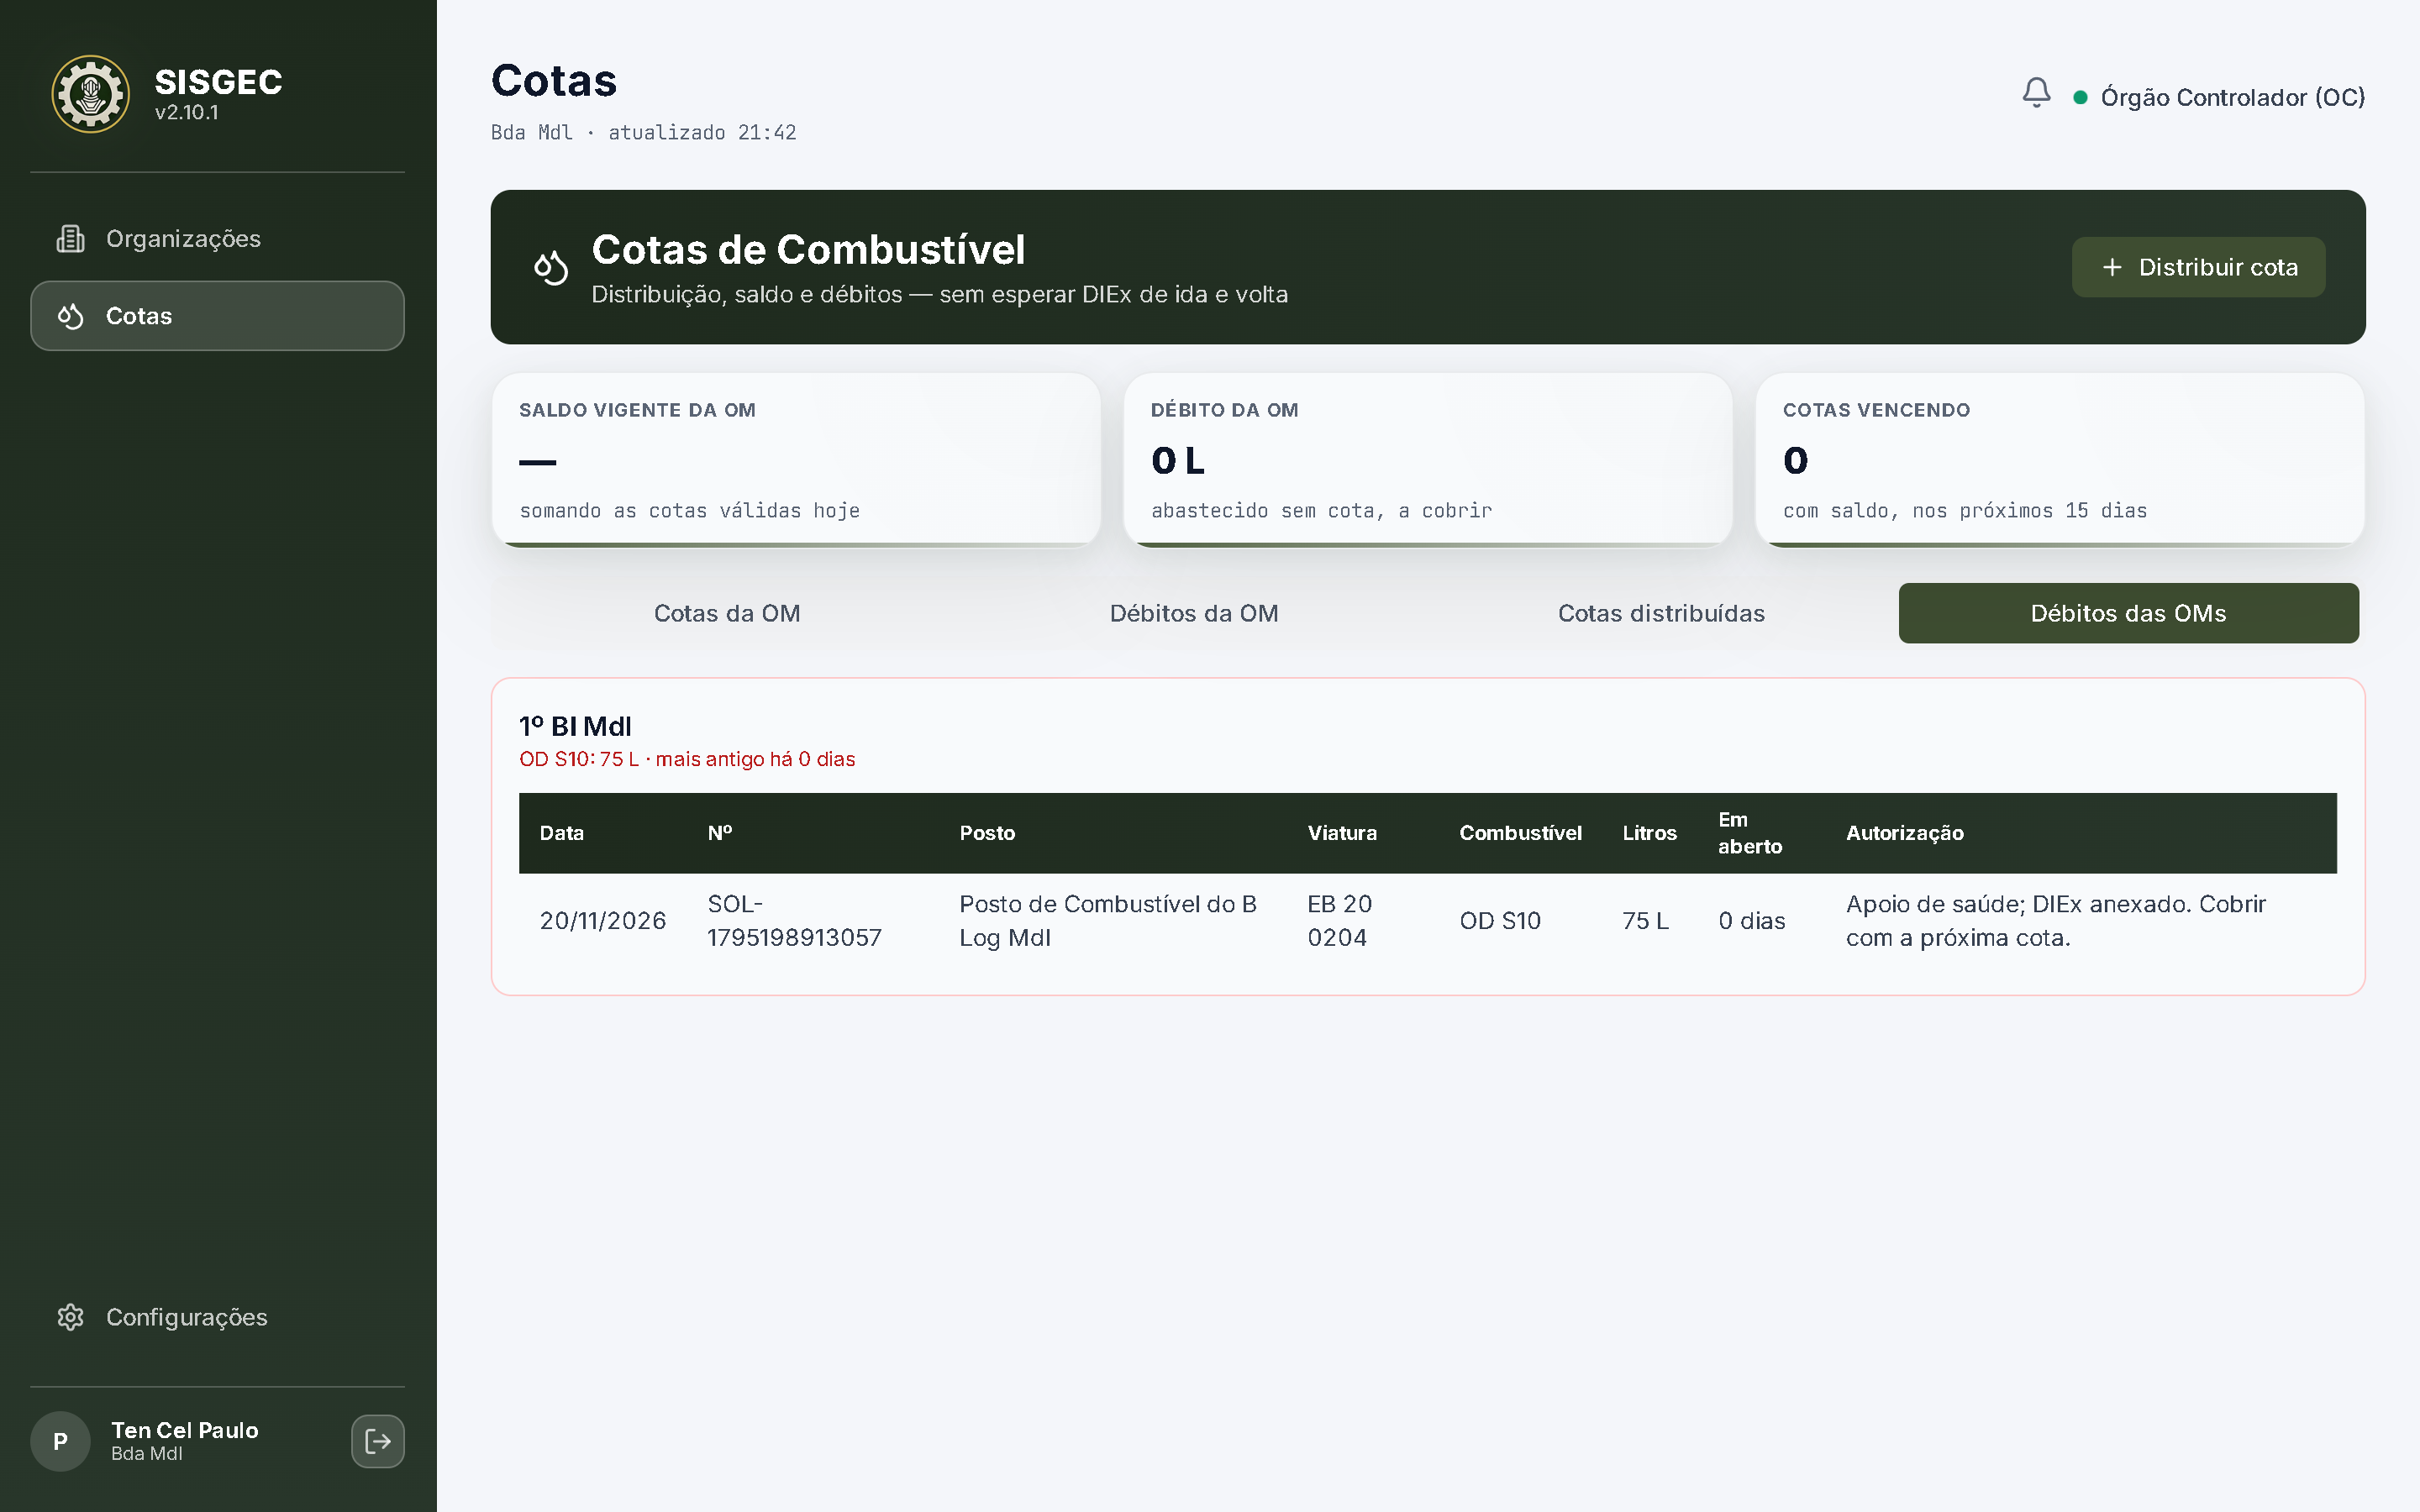 SISGEC
v2.10.1
Organizações
Cotas
Configurações
P
Ten Cel Paulo
Bda Mdl
Cotas
Bda Mdl · atualizado 21:42
Órgão Controlador (OC)
Cotas de Combustível
Distribuição, saldo e débitos — sem esperar DIEx de ida e volta
+ Distribuir cota
SALDO VIGENTE DA OM
—
somando as cotas válidas hoje
DÉBITO DA OM
0 L
abastecido sem cota, a cobrir
COTAS VENCENDO
0
com saldo, nos próximos 15 dias
Cotas da OM
Débitos da OM
Cotas distribuídas
Débitos das OMs
1º BI Mdl
OD S10: 75 L · mais antigo há 0 dias
Data
Nº
Posto
Viatura
Combustível
Litros
Em
aberto
Autorização
20/11/2026
SOL-
1795198913057
Posto de Combustível do B
Log Mdl
EB 20
0204
OD S10
75 L
0 dias
Apoio de saúde; DIEx anexado. Cobrir
com a próxima cota.